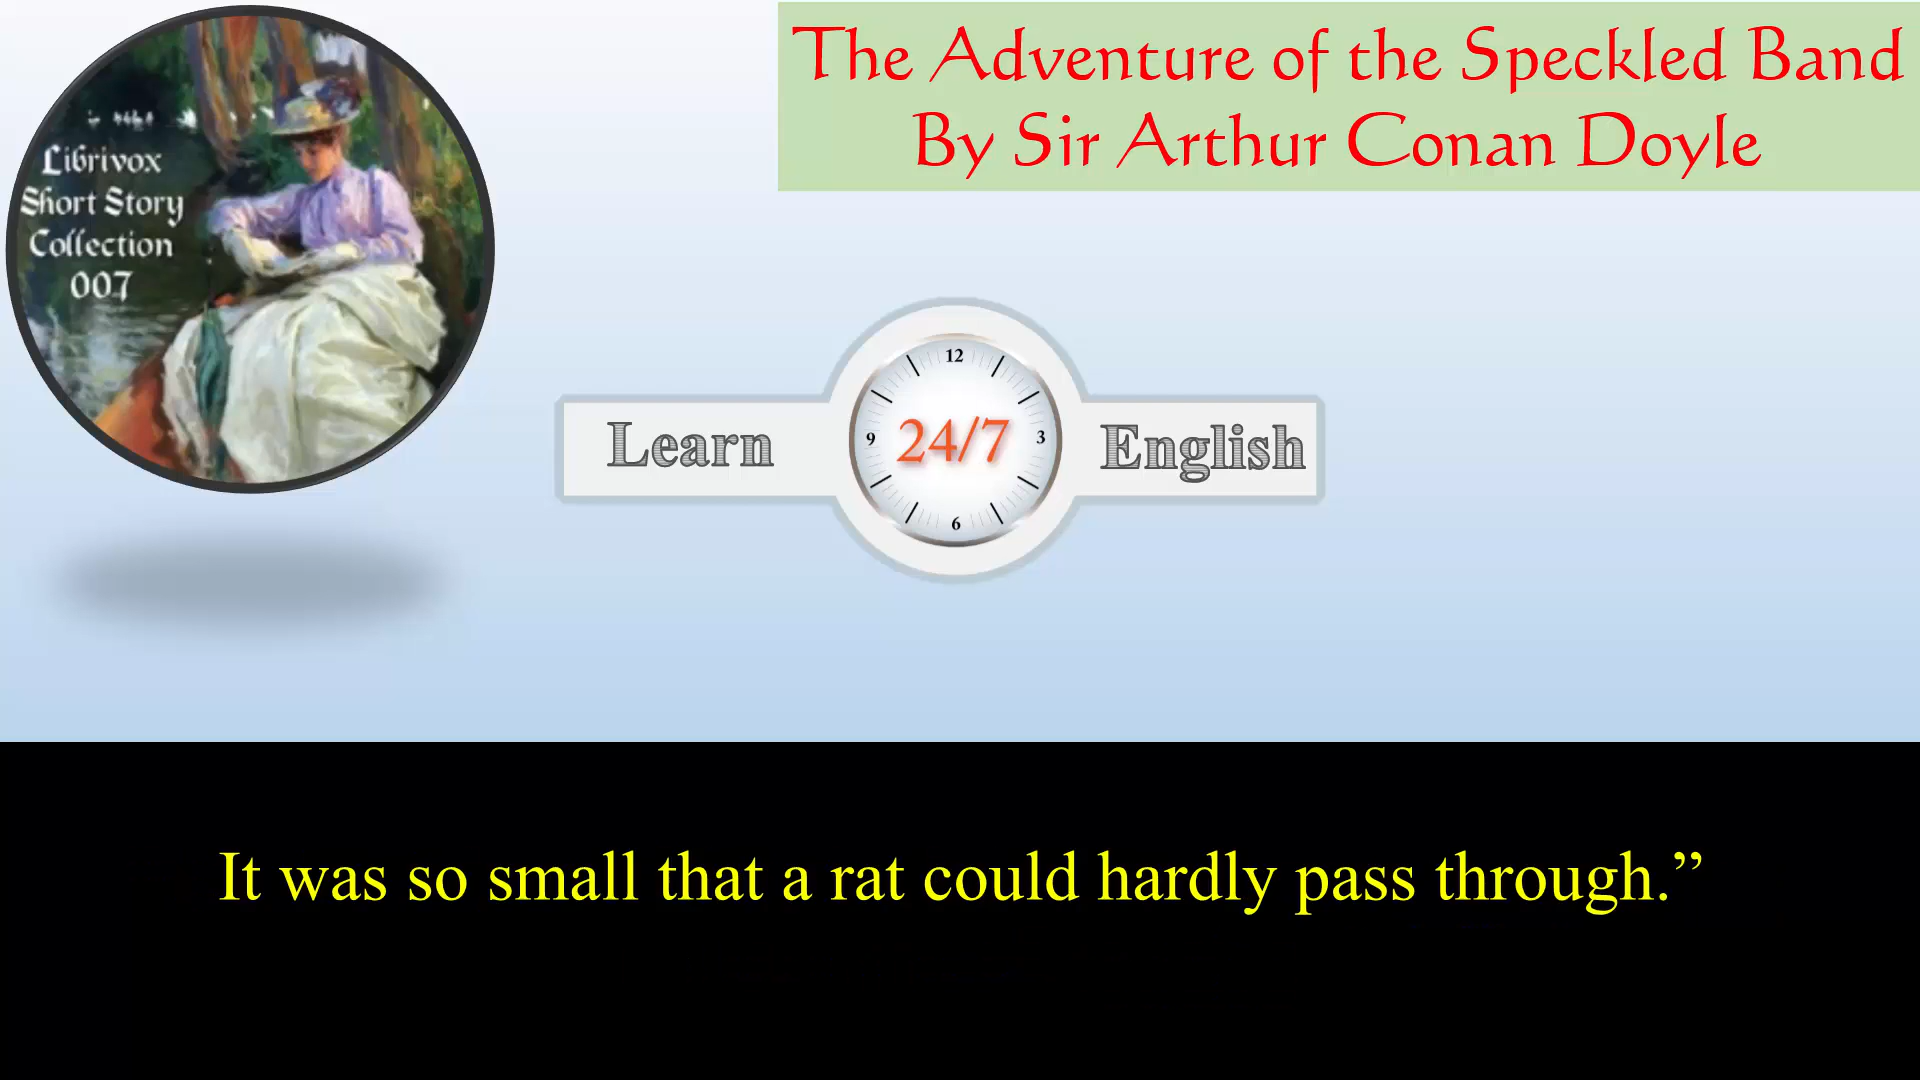 The Adventure of the Speckled Band
By Sir Arthur Conan Doyle
Librivox
Short Story
Collection
007
12
9
3
6
Learn 24/7 English
It was so small that a rat could hardly pass through.”